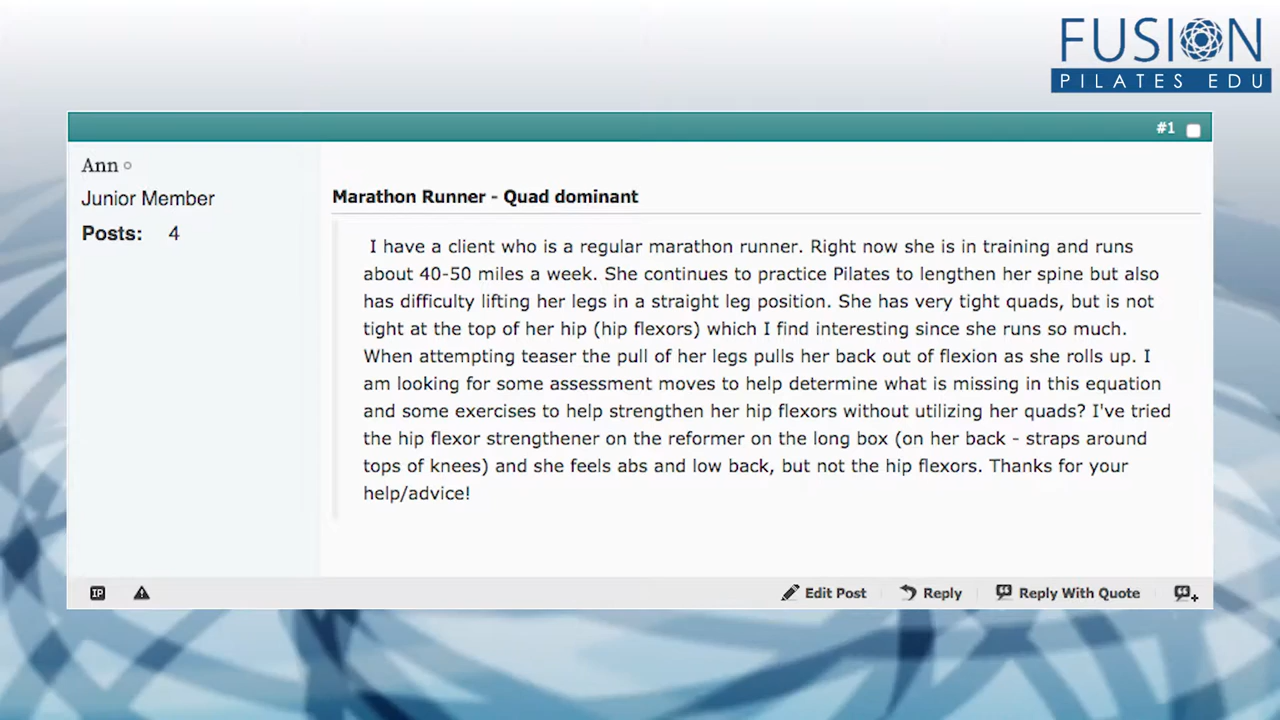 FUSION
PILATES EDU
#1
Ann
Junior Member
Posts: 4
Marathon Runner - Quad dominant
I have a client who is a regular marathon runner. Right now she is in training and runs
about 40-50 miles a week. She continues to practice Pilates to lengthen her spine but also
has difficulty lifting her legs in a straight leg position. She has very tight quads, but is not
tight at the top of her hip (hip flexors) which I find interesting since she runs so much.
When attempting teaser the pull of her legs pulls her back out of flexion as she rolls up. I
am looking for some assessment moves to help determine what is missing in this equation
and some exercises to help strengthen her hip flexors without utilizing her quads? I've tried
the hip flexor strengthener on the reformer on the long box (on her back - straps around
tops of knees) and she feels abs and low back, but not the hip flexors. Thanks for your
help/advice!
IP
Edit Post
Reply
Reply With Quote